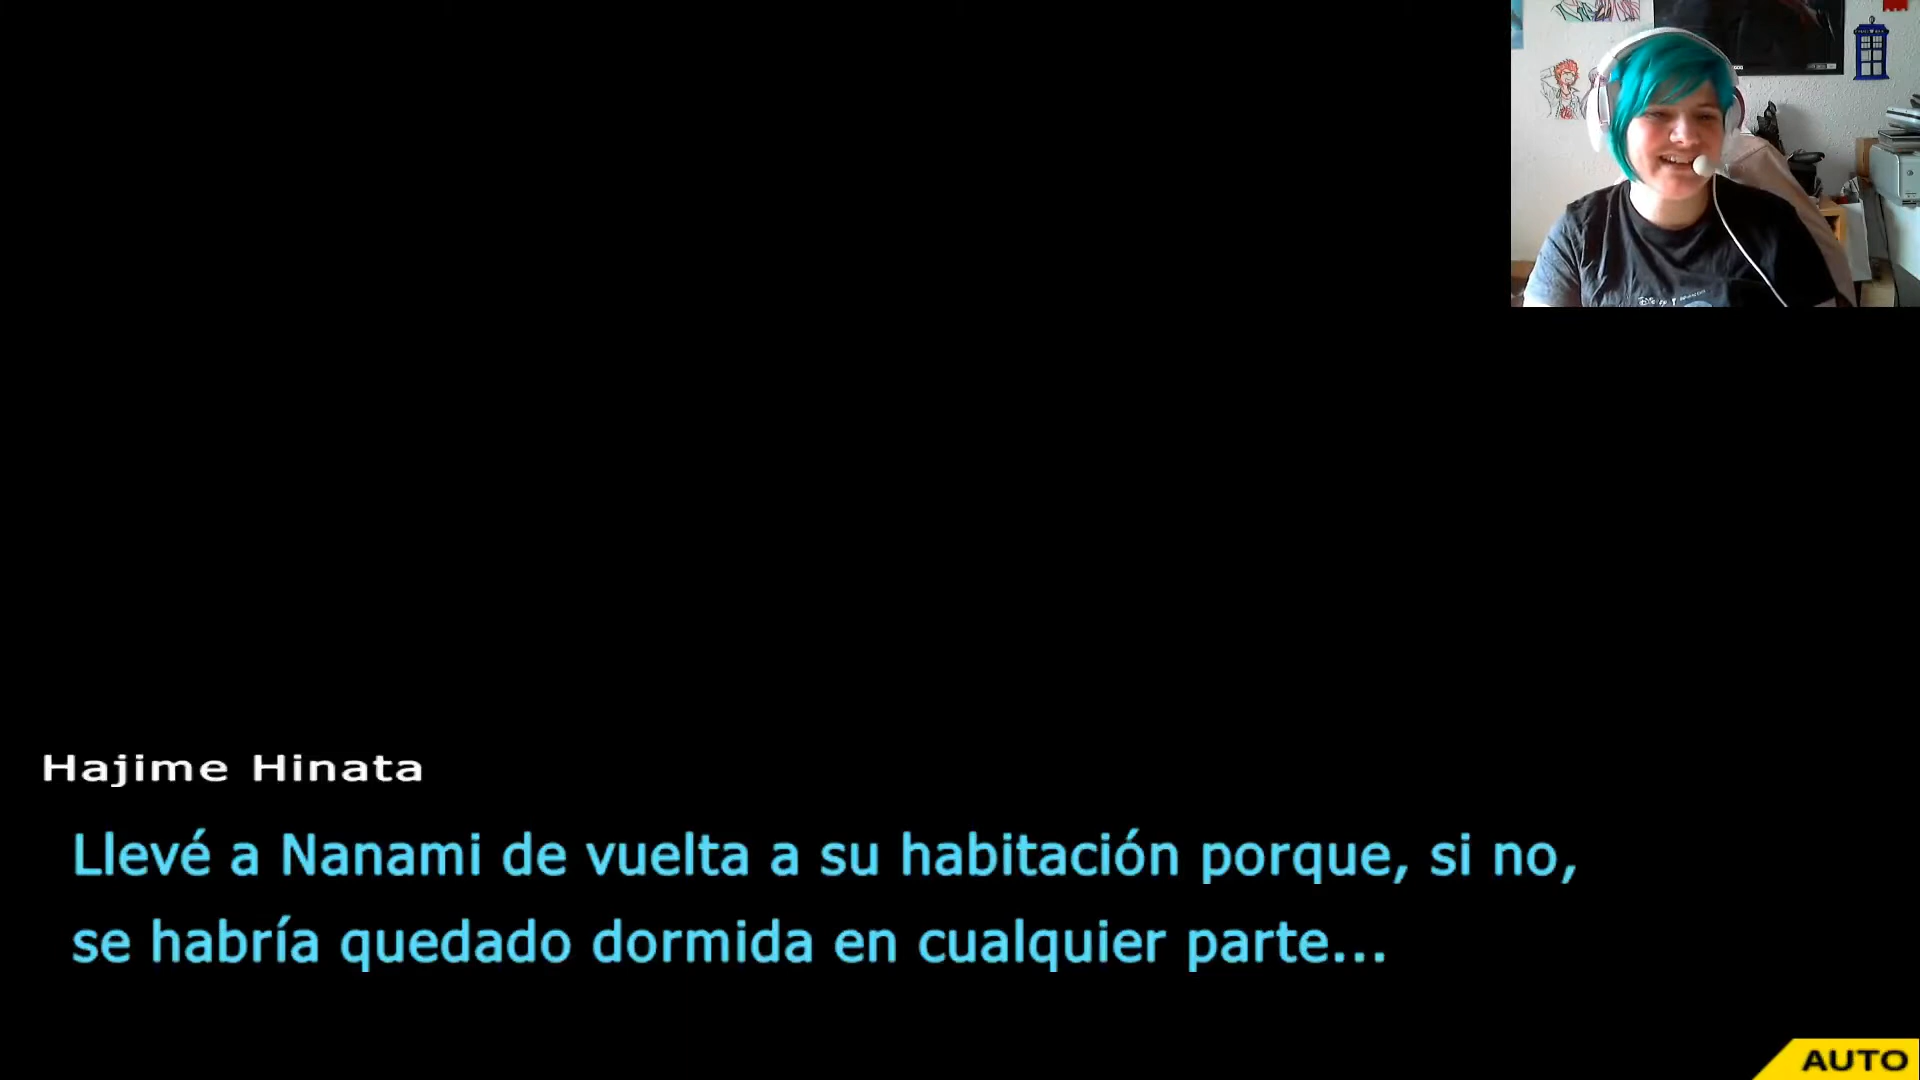 Hajime Hinata
Llevé a Nanami de vuelta a su habitación porque, si no,
se habría quedado dormida en cualquier parte...
AUTO